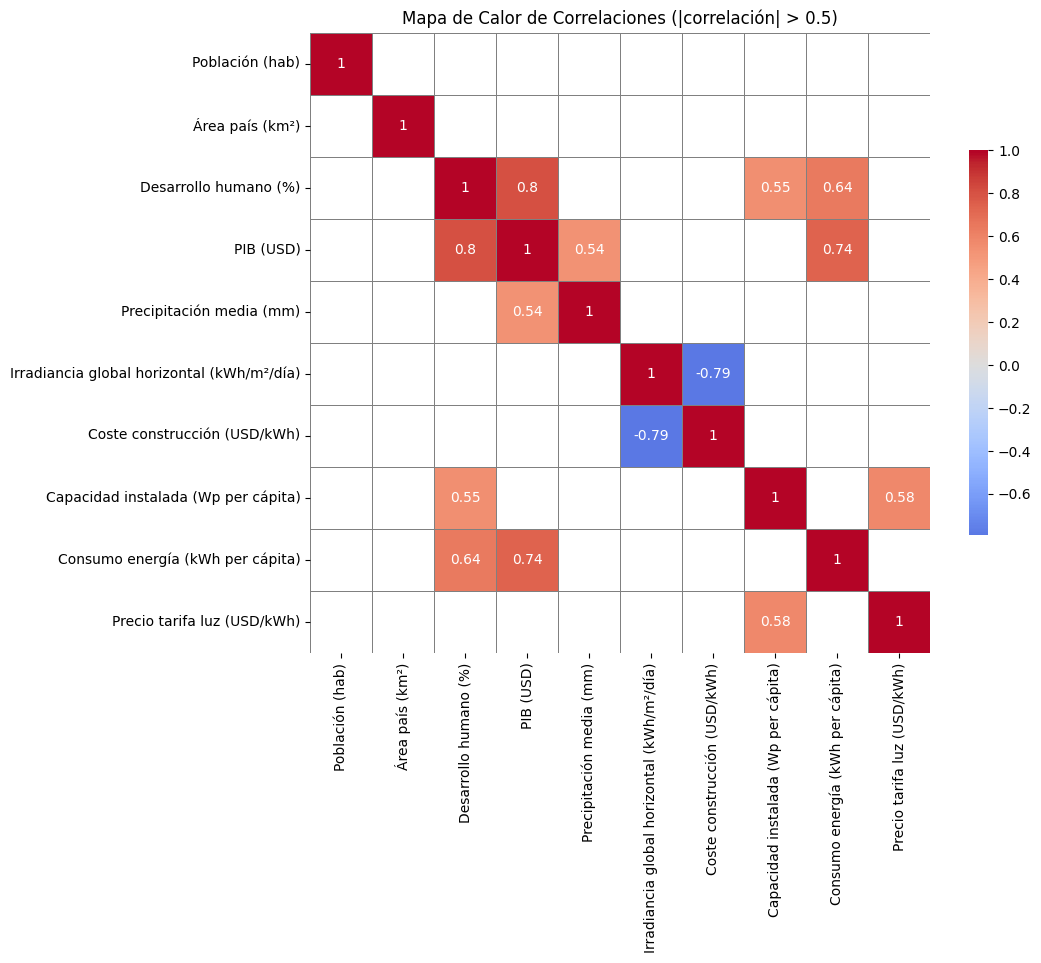 Mapa de Calor de Correlaciones (|correlación| > 0.5)
Población (hab) 1
Área país (km²) 1
Desarrollo humano (%) 1 0.8 0.55 0.64
PIB (USD) 0.8 1 0.54 0.74
Precipitación media (mm) 0.54 1
Irradiancia global horizontal (kWh/m²/día) 1 -0.79
Coste construcción (USD/kWh) -0.79 1
Capacidad instalada (Wp per cápita) 0.55 1 0.58
Consumo energía (kWh per cápita) 0.64 0.74 1
Precio tarifa luz (USD/kWh) 0.58 1
Población (hab)
Área país (km²)
Desarrollo humano (%)
PIB (USD)
Precipitación media (mm)
Irradiancia global horizontal (kWh/m²/día)
Coste construcción (USD/kWh)
Capacidad instalada (Wp per cápita)
Consumo energía (kWh per cápita)
Precio tarifa luz (USD/kWh)
1.0
0.8
0.6
0.4
0.2
0.0
−0.2
−0.4
−0.6